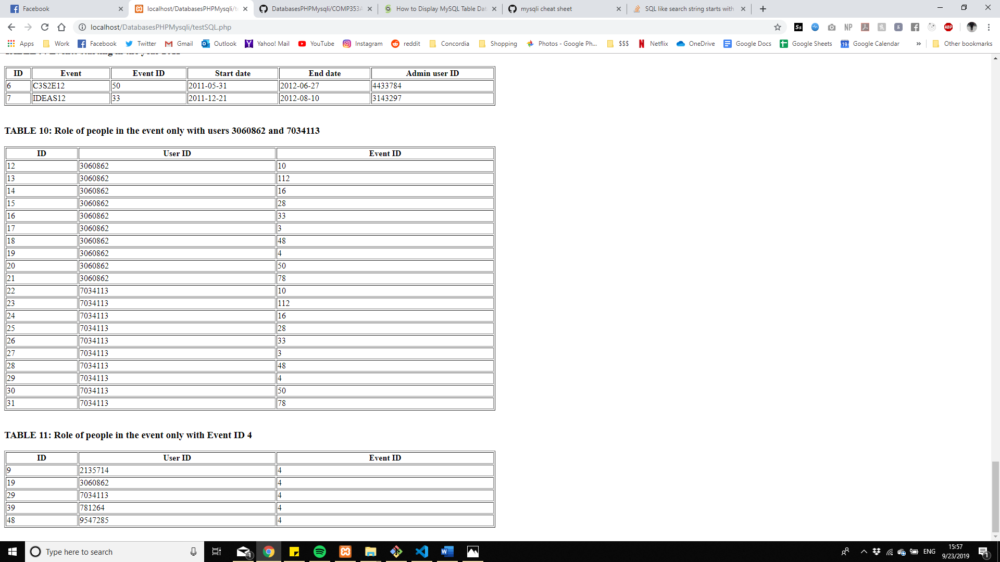 Facebook
localhost/DatabasesPHPMysqli/te
DatabasesPHPMysqli/COMP353A
How to Display MySQL Table Dat
mysqli cheat sheet
SQL like search string starts with
localhost/DatabasesPHPMysqli/testSQL.php
Ss
NP
ABP
Apps
Work
Facebook
Twitter
Gmail
Outlook
Yahoo! Mail
YouTube
Instagram
reddit
Concordia
Shopping
Photos - Google Ph...
$$$
Netflix
OneDrive
Google Docs
Google Sheets
19 Google Calendar
»
Other bookmarks
ID Event Event ID Start date End date Admin user ID
6 C3S2E12 50 2011-05-31 2012-06-27 4433784
7 IDEAS12 33 2011-12-21 2012-08-10 3143297
TABLE 10: Role of people in the event only with users 3060862 and 7034113
ID User ID Event ID
12 3060862 10
13 3060862 112
14 3060862 16
15 3060862 28
16 3060862 33
17 3060862 3
18 3060862 48
19 3060862 4
20 3060862 50
21 3060862 78
22 7034113 10
23 7034113 112
24 7034113 16
25 7034113 28
26 7034113 33
27 7034113 3
28 7034113 48
29 7034113 4
30 7034113 50
31 7034113 78
TABLE 11: Role of people in the event only with Event ID 4
ID User ID Event ID
9 2135714 4
19 3060862 4
29 7034113 4
39 781264 4
48 9547285 4
Type here to search
1
ENG
15:57
9/23/2019
1